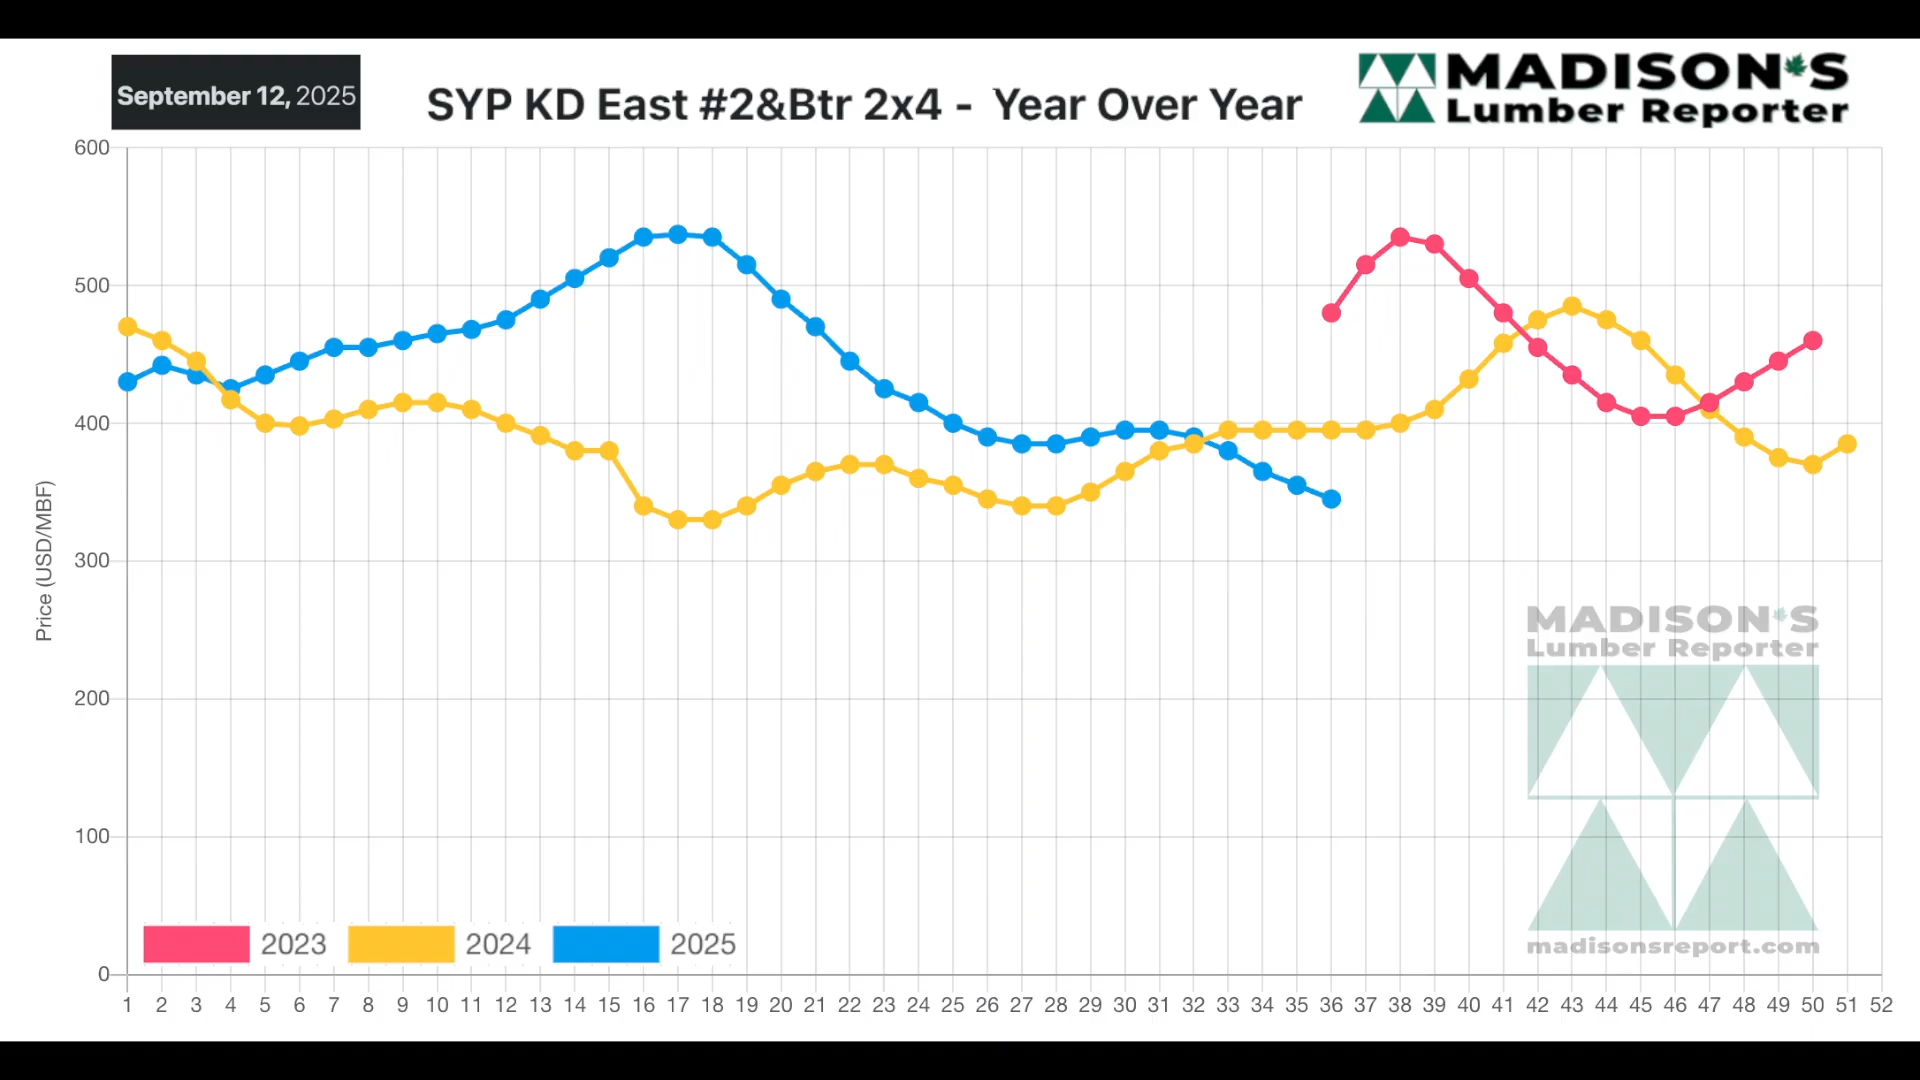 September 12, 2025
SYP KD East #2&Btr 2x4 - Year Over Year
MADISON'S
Lumber Reporter
600
500
400
300
200
100
0
Price (USD/MBF)
MADISON'S
Lumber Reporter
madisonsreport.com
2023 2024 2025
1 2 3 4 5 6 7 8 9 10 11 12 13 14 15 16 17 18 19 20 21 22 23 24 25 26 27 28 29 30 31 32 33 34 35 36 37 38 39 40 41 42 43 44 45 46 47 48 49 50 51 52